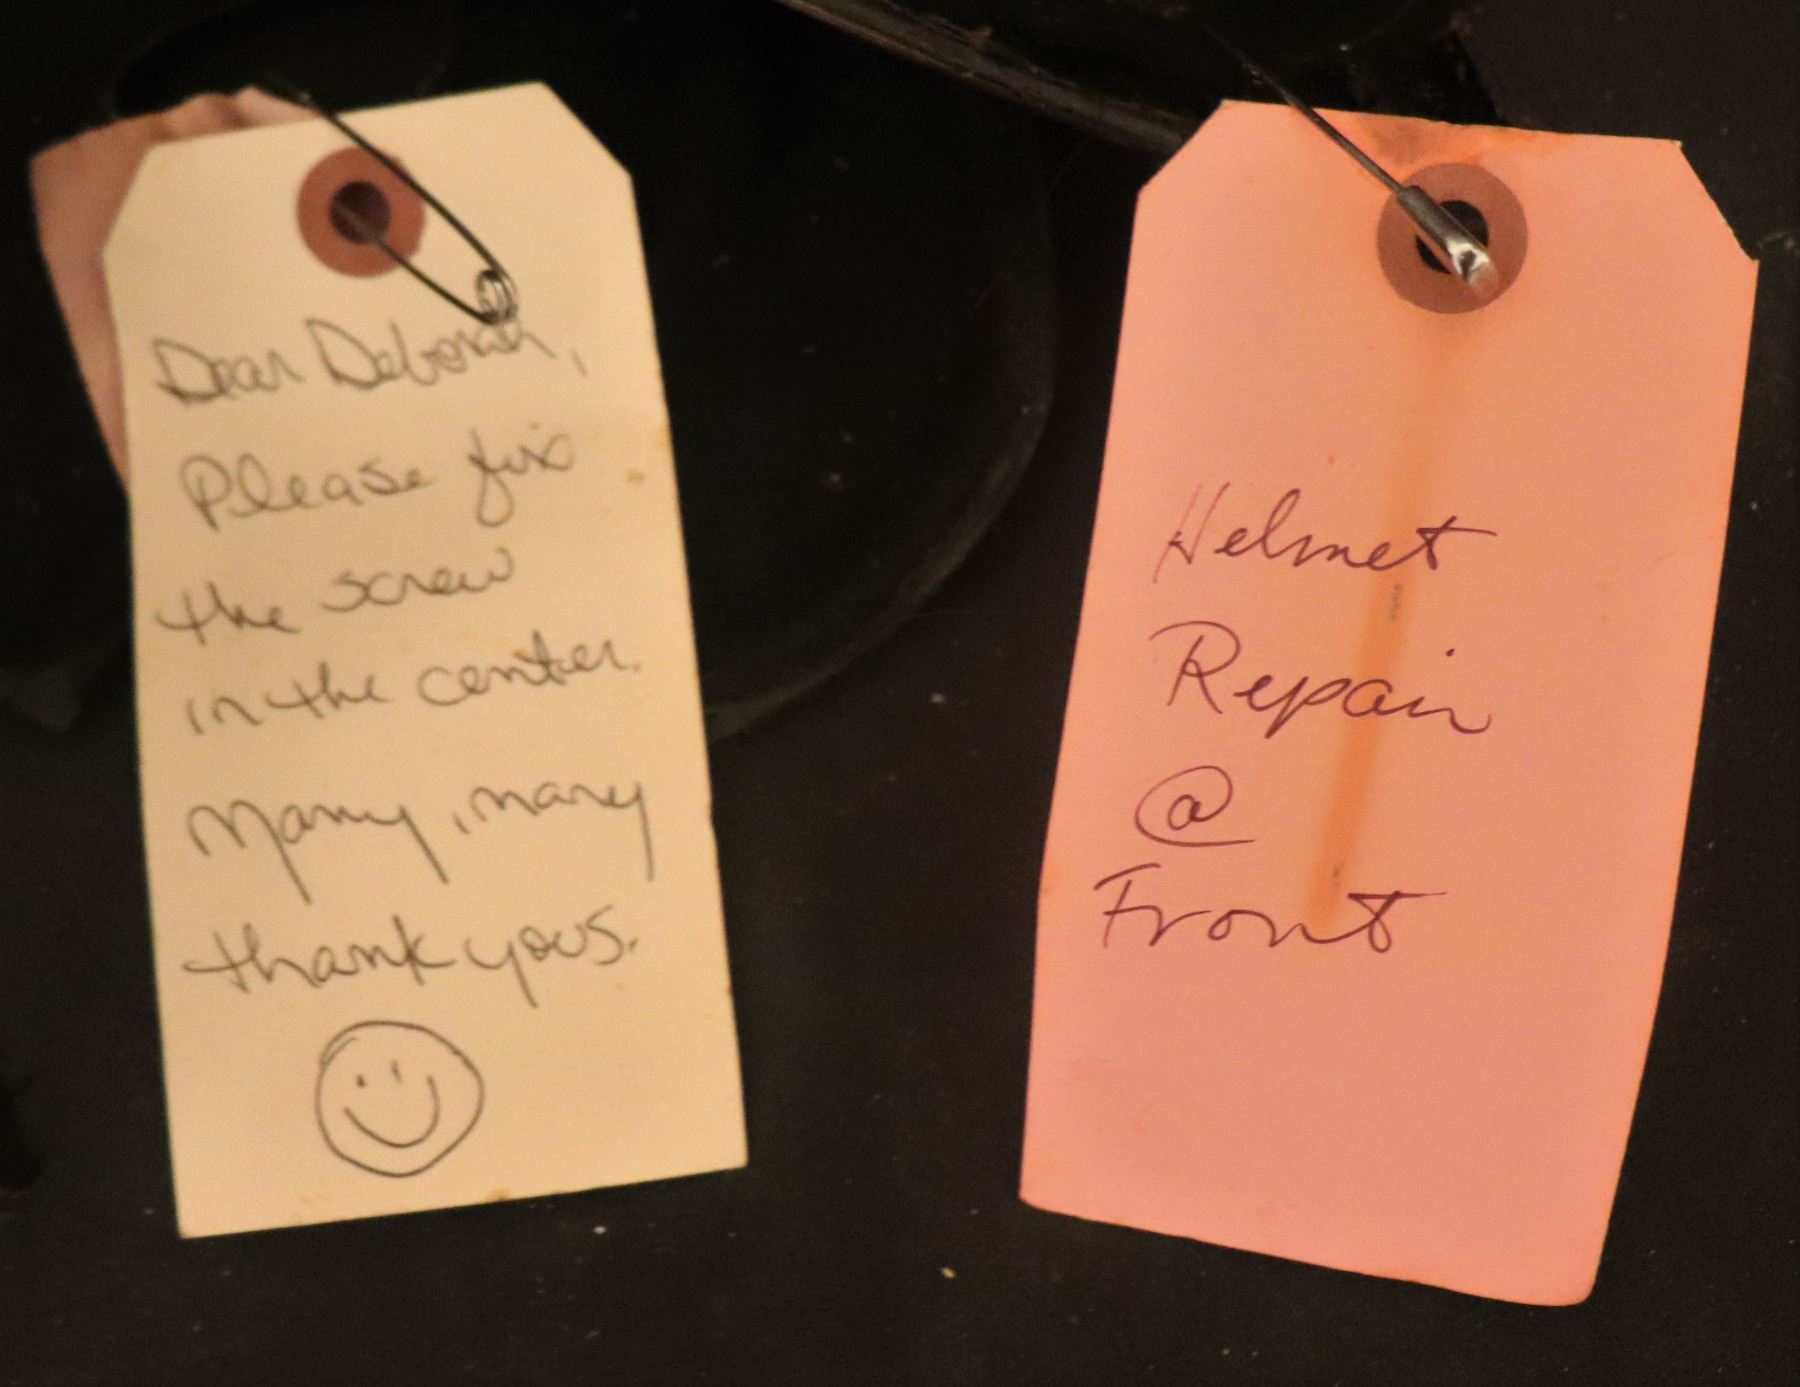 Dear Deborah,
Please fix
the screw
in the center.
Many, many
thank yous.
Helmet
Repair
@
Front